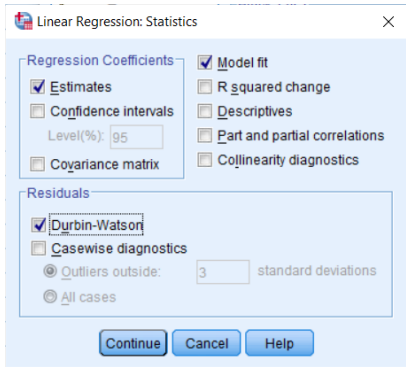 Linear Regression: Statistics
Regression Coefficients
Estimates
Confidence intervals
Level(%): 95
Covariance matrix
Model fit
R squared change
Descriptives
Part and partial correlations
Collinearity diagnostics
Residuals
Durbin-Watson
Casewise diagnostics
Outliers outside: 3 standard deviations
All cases
Continue Cancel Help